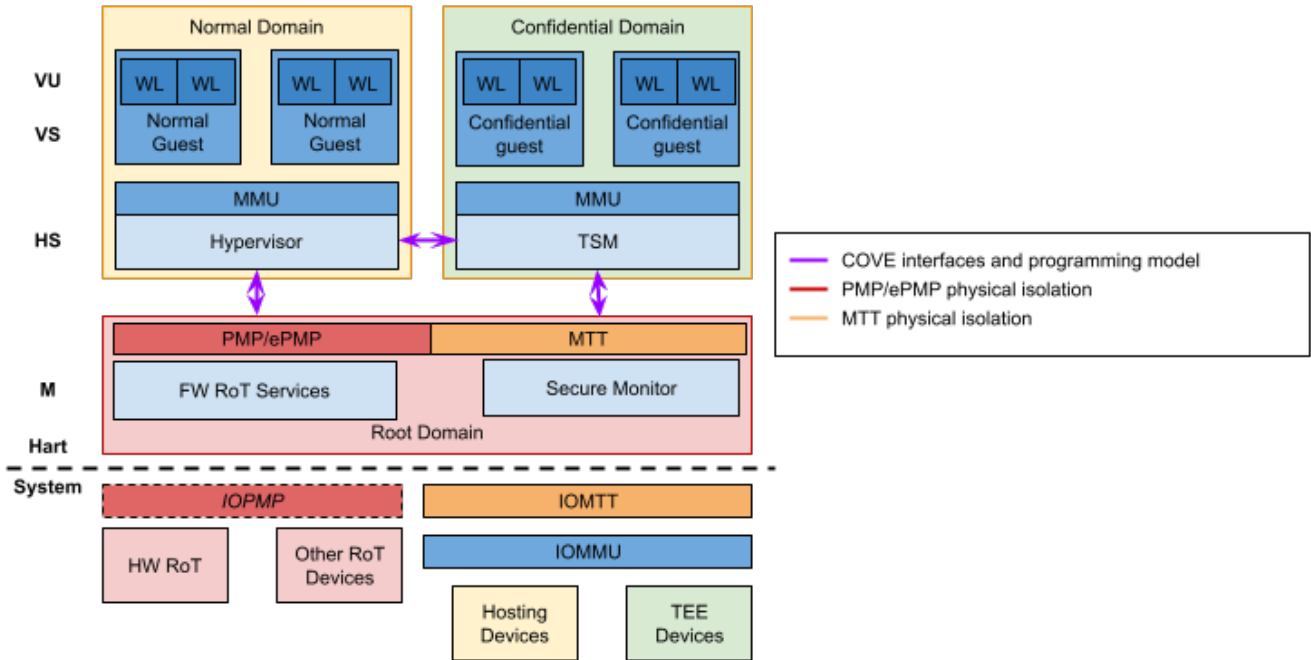 Normal Domain
Confidential Domain
VU
WL WL
WL WL
WL WL
WL WL
VS
Normal
Guest
Normal
Guest
Confidential
guest
Confidential
guest
MMU
MMU
HS
Hypervisor
TSM
COVE interfaces and programming model
PMP/ePMP physical isolation
MTT physical isolation
PMP/ePMP
MTT
M
FW RoT Services
Secure Monitor
Root Domain
Hart
System
IOPMP
IOMTT
HW RoT
Other RoT
Devices
IOMMU
Hosting
Devices
TEE
Devices